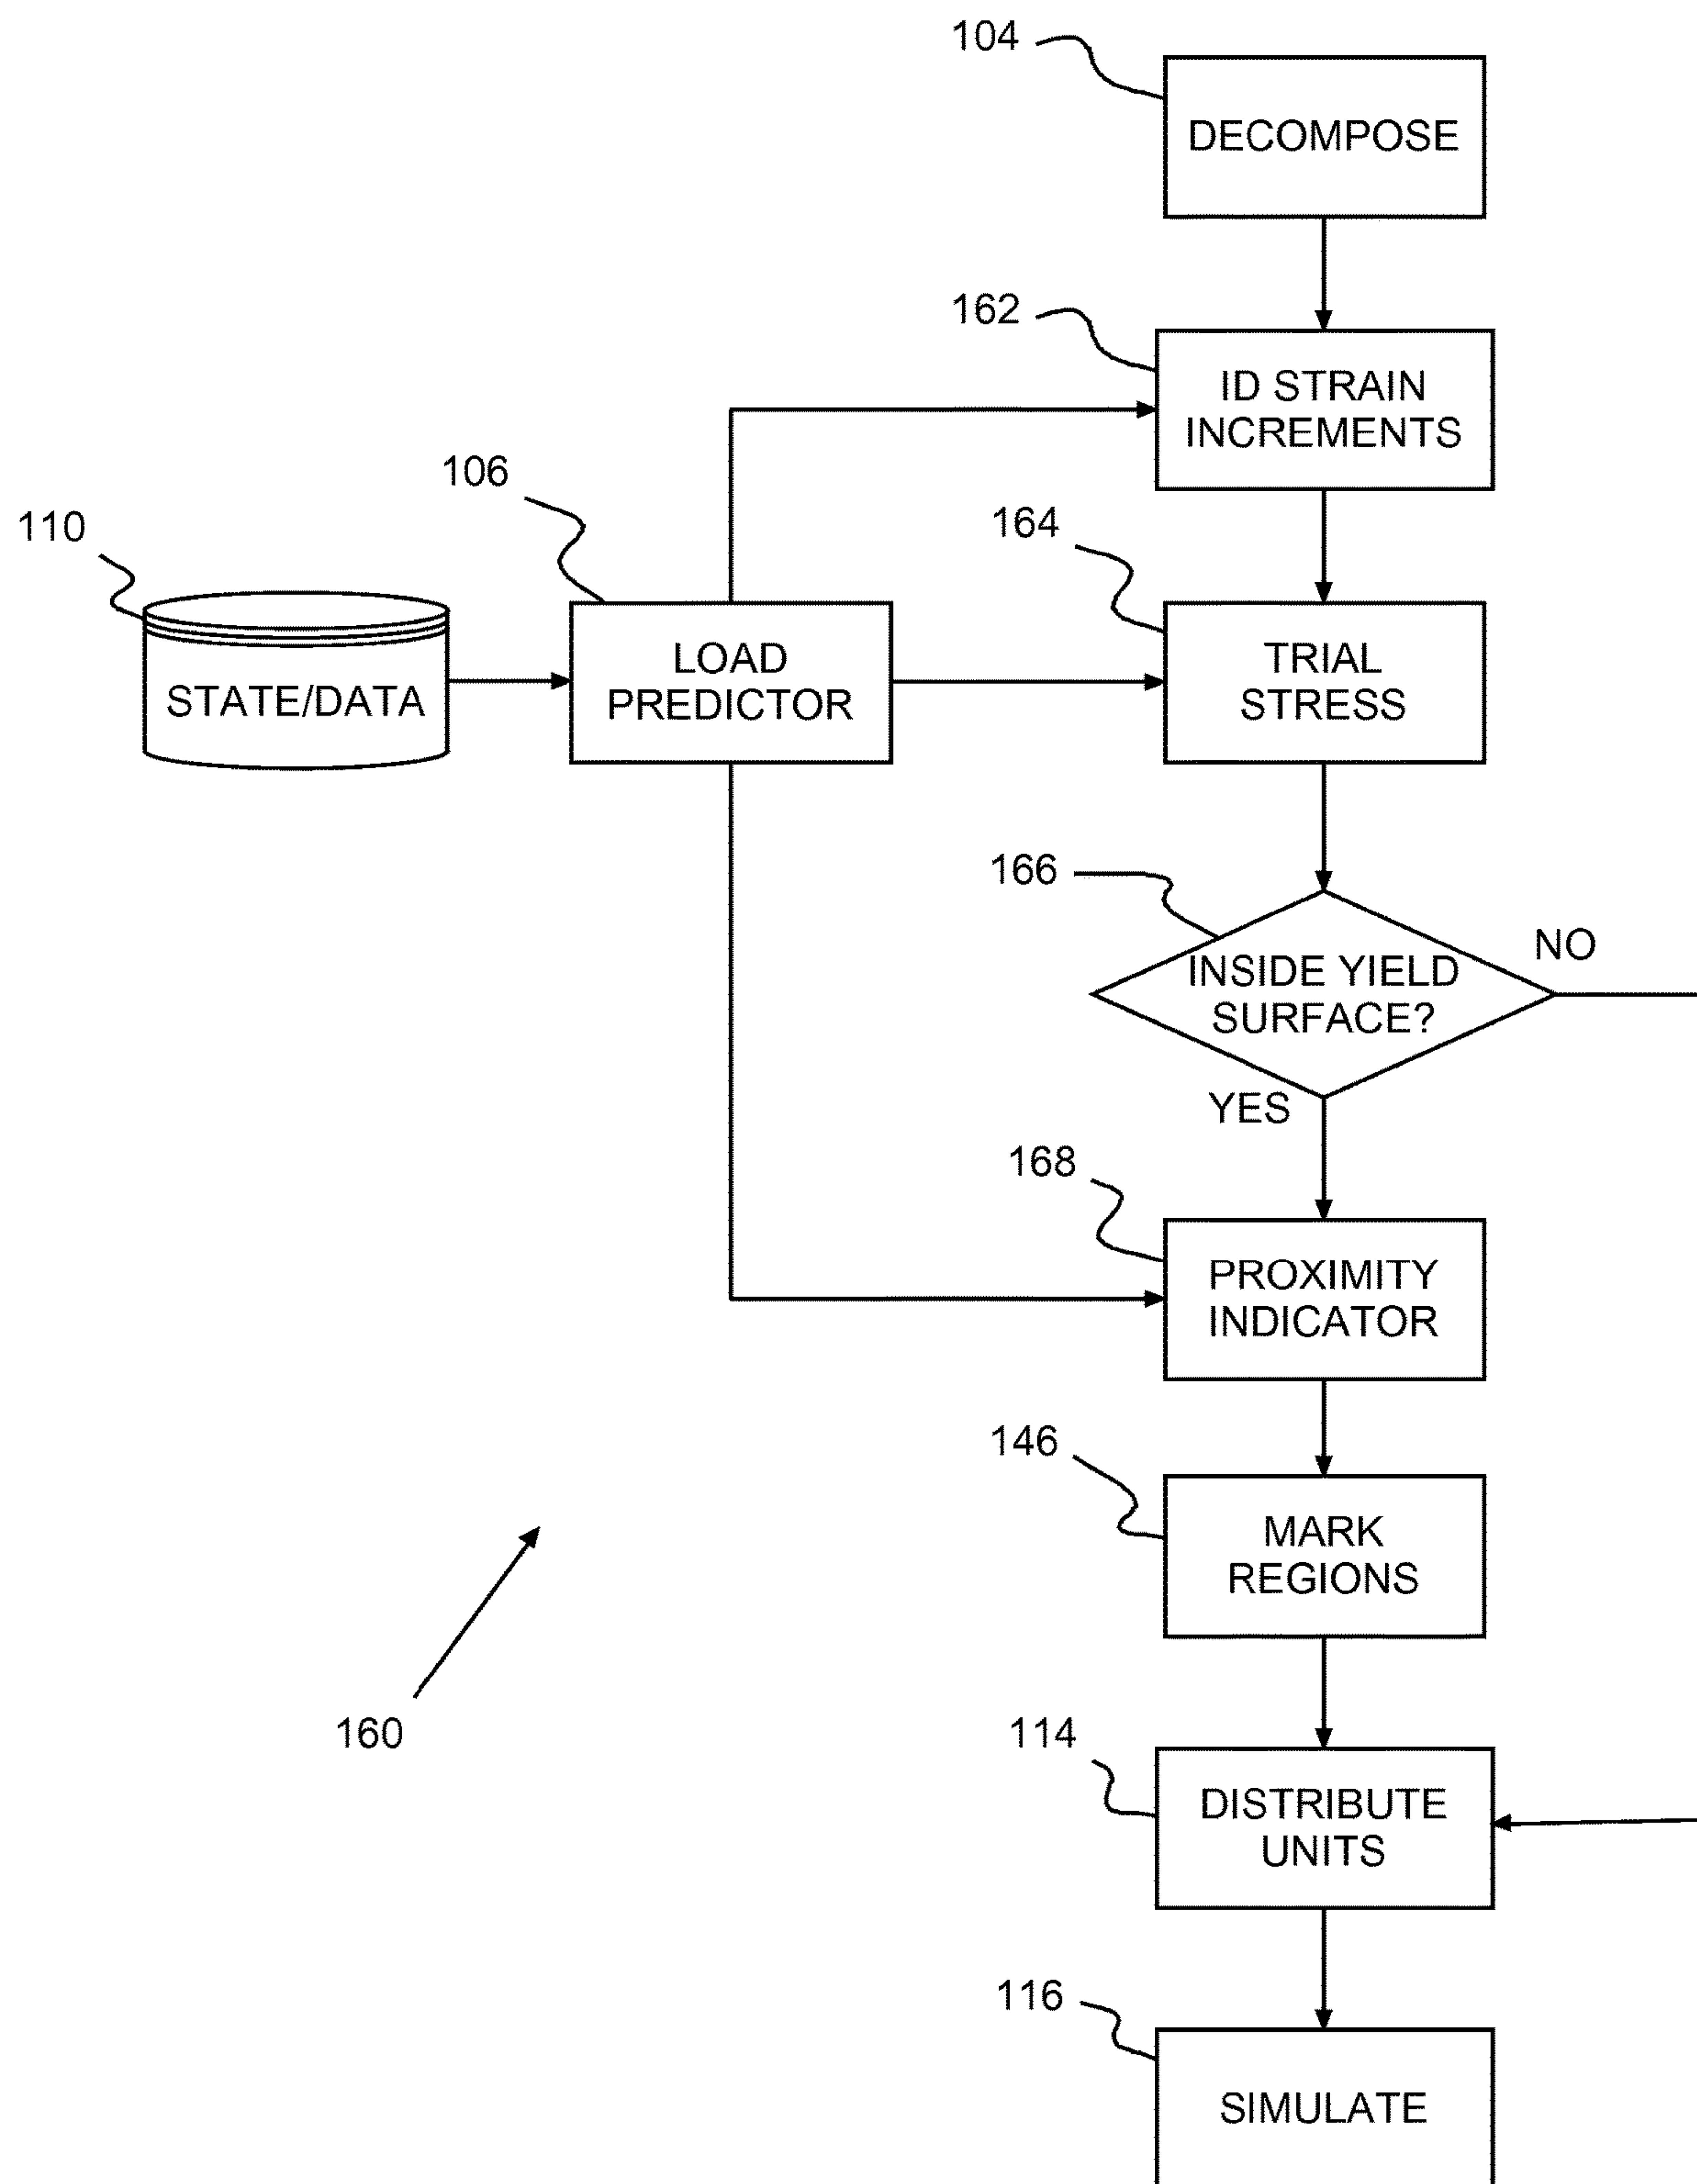 104
DECOMPOSE
162
ID STRAIN
INCREMENTS
106
110
164
STATE/DATA
LOAD
PREDICTOR
TRIAL
STRESS
166
INSIDE YIELD
SURFACE?
NO
YES
168
PROXIMITY
INDICATOR
146
MARK
REGIONS
160
114
DISTRIBUTE
UNITS
116
SIMULATE